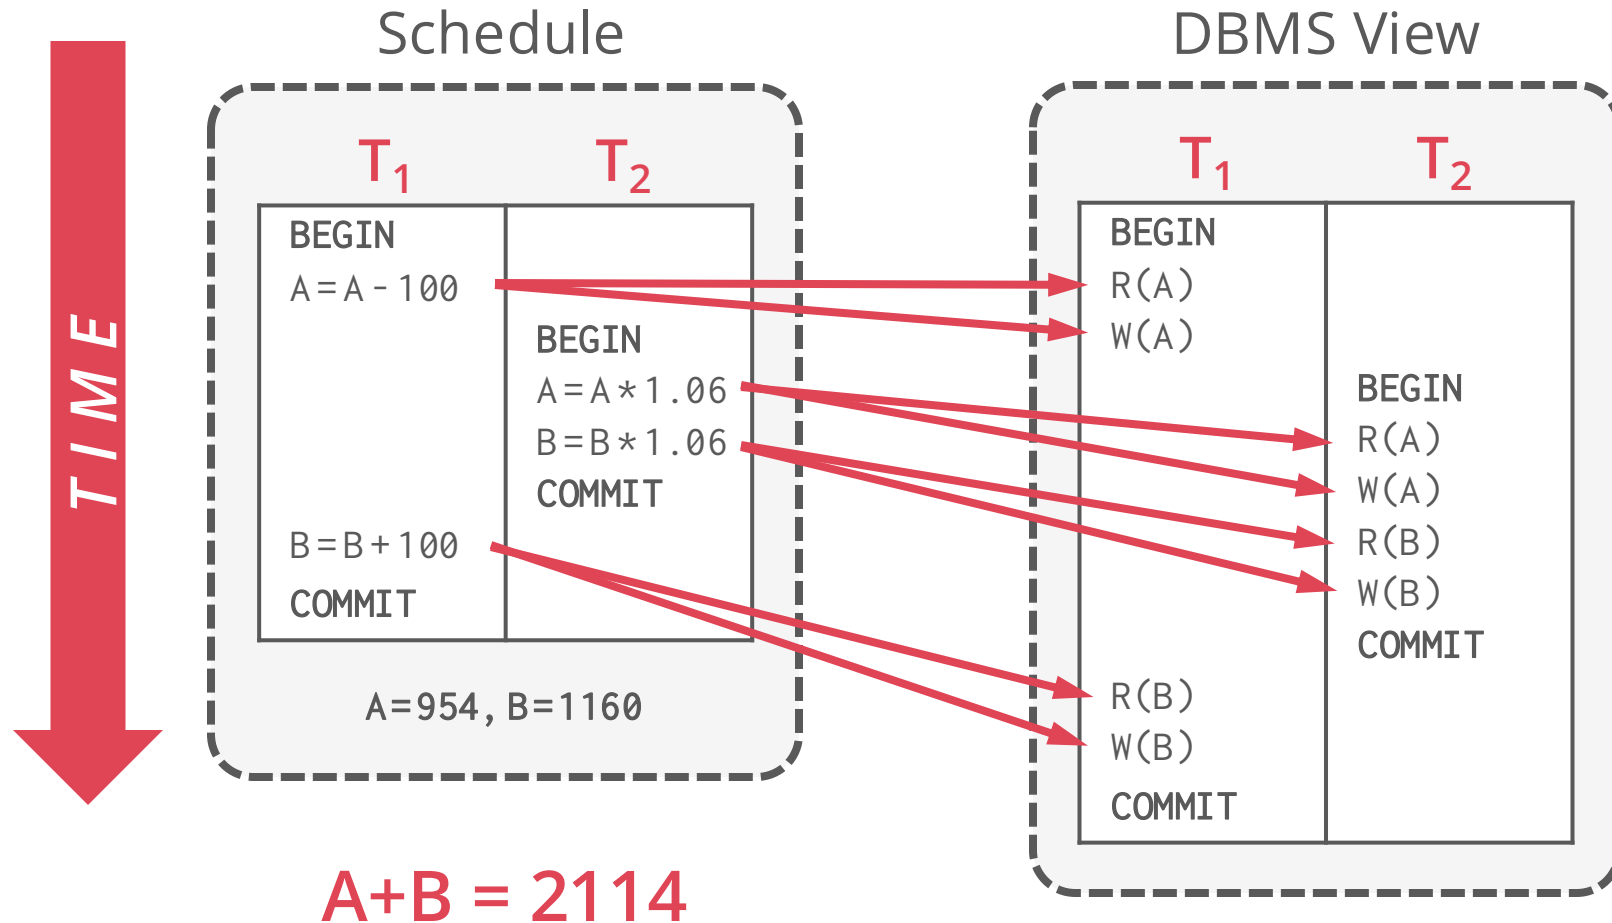 Schedule
DBMS View
TIME
T1 T2
BEGIN
A=A-100
BEGIN
A=A*1.06
B=B*1.06
COMMIT
B=B+100
COMMIT
A=954, B=1160
A+B = 2114
T1 T2
BEGIN
R(A)
W(A)
BEGIN
R(A)
W(A)
R(B)
W(B)
COMMIT
R(B)
W(B)
COMMIT